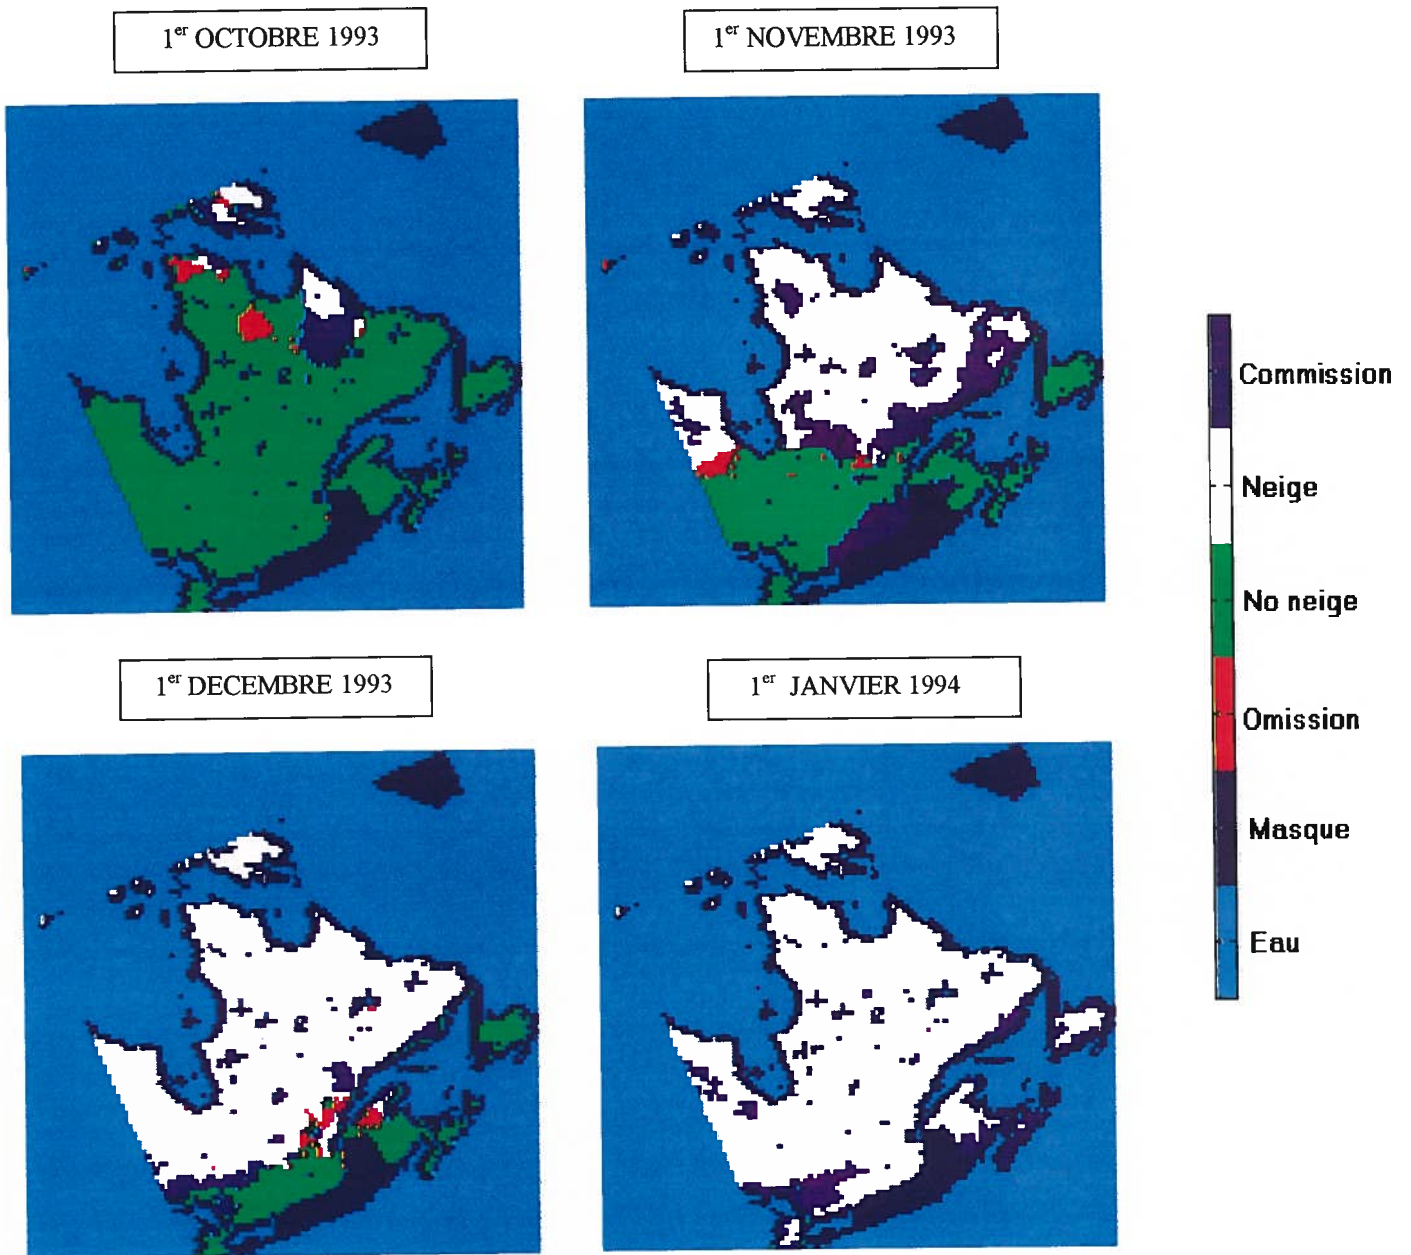 1er OCTOBRE 1993
1er NOVEMBRE 1993
Commission
Neige
No neige
Omission
Masque
Eau
1er DECEMBRE 1993
1er JANVIER 1994